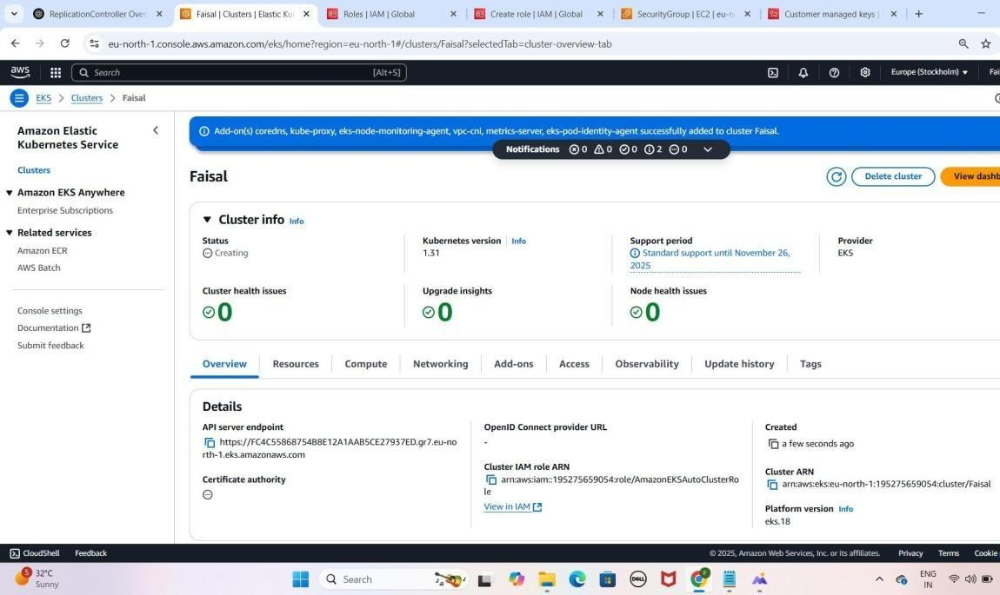 ReplicationController Over
Faisal | Clusters | Elastic Ku
Roles | IAM | Global
Create role | IAM | Global
SecurityGroup | EC2 | eu-n
Customer managed keys |
eu-north-1.console.aws.amazon.com/eks/home?region=eu-north-1#/clusters/Faisal?selectedTab=cluster-overview-tab
aws
Search
[Alt+S]
Europe (Stockholm)
Fai
EKS > Clusters > Faisal
Amazon Elastic
Kubernetes Service
Clusters
Amazon EKS Anywhere
Enterprise Subscriptions
Related services
Amazon ECR
AWS Batch
Console settings
Documentation
Submit feedback
Add-on(s) coredns, kube-proxy, eks-node-monitoring-agent, vpc-cni, metrics-server, eks-pod-identity-agent successfully added to cluster Faisal.
Notifications 0 0 0 2 0
Faisal
Delete cluster
View dashb
Cluster info Info
Status
Creating
Kubernetes version Info
1.31
Support period
Standard support until November 26,
2025
Provider
EKS
Cluster health issues
0
Upgrade insights
0
Node health issues
0
Overview
Resources
Compute
Networking
Add-ons
Access
Observability
Update history
Tags
Details
API server endpoint
https://FC4C55868754B8E12A1AAB5CE27937ED.gr7.eu-no
rth-1.eks.amazonaws.com
Certificate authority
OpenID Connect provider URL
-
Cluster IAM role ARN
arn:aws:iam::195275659054:role/AmazonEKSAutoClusterRo
le
View in IAM
Created
a few seconds ago
Cluster ARN
arn:aws:eks:eu-north-1:195275659054:cluster/Faisal
Platform version Info
eks.18
CloudShell
Feedback
© 2025, Amazon Web Services, Inc. or its affiliates.
Privacy
Terms
Cookie
5
32°C
Sunny
Search
DELL
F
ENG
IN